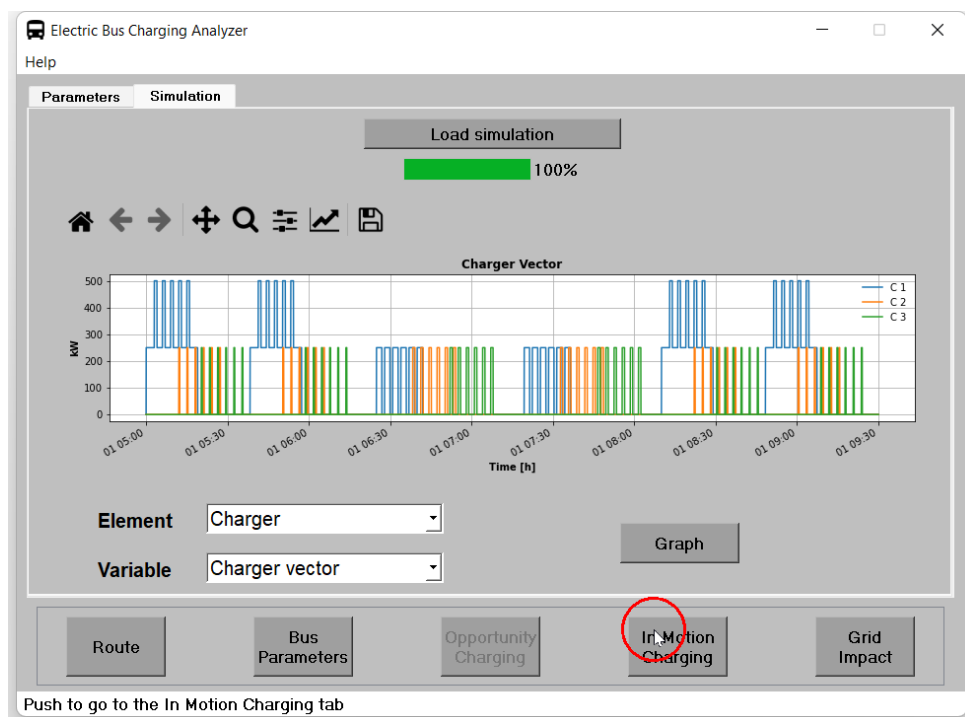 Electric Bus Charging Analyzer
Help
Parameters Simulation
Load simulation
100%
Charger Vector
500
400
300
200
100
0
kW
C 1
C 2
C 3
01 05:00 01 05:30 01 06:00 01 06:30 01 07:00 01 07:30 01 08:00 01 08:30 01 09:00 01 09:30
Time [h]
Element Charger
Graph
Variable Charger vector
Route
Bus
Parameters
Opportunity
Charging
In Motion
Charging
Grid
Impact
Push to go to the In Motion Charging tab